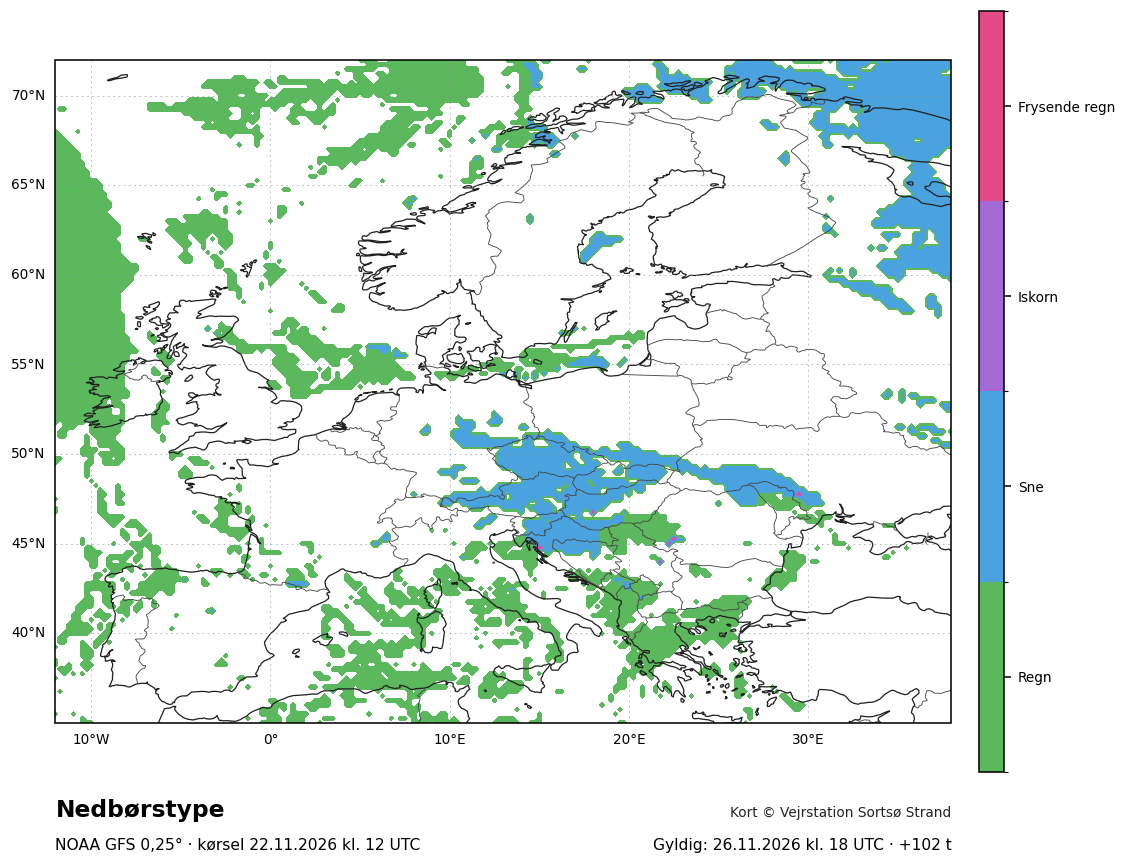 70°N
65°N
60°N
55°N
50°N
45°N
40°N
10°W
0°
10°E
20°E
30°E
Frysende regn
Iskorn
Sne
Regn
Nedbørstype
Kort © Vejrstation Sortsø Strand
NOAA GFS 0,25° · kørsel 22.11.2026 kl. 12 UTC
Gyldig: 26.11.2026 kl. 18 UTC · +102 t